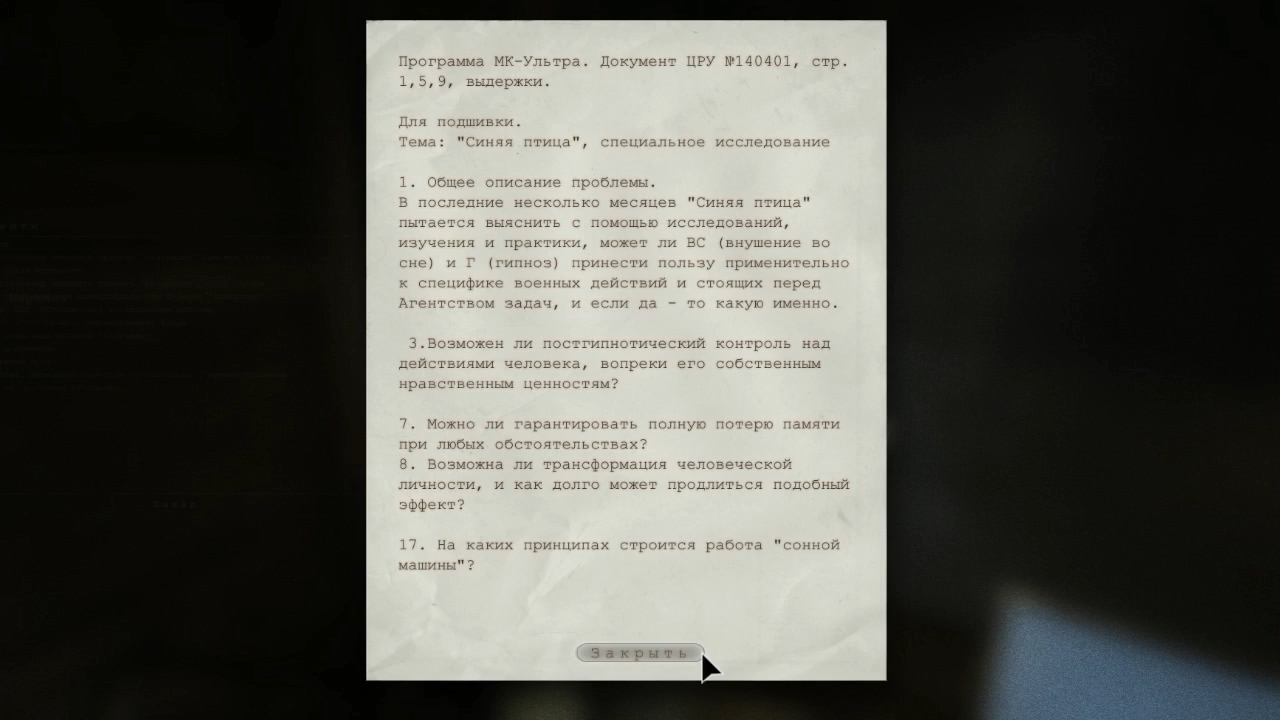 Программа МК-Ультра. Документ ЦРУ №140401, стр.
1,5,9, выдержки.
Для подшивки.
Тема: "Синяя птица", специальное исследование
1. Общее описание проблемы.
В последние несколько месяцев "Синяя птица"
пытается выяснить с помощью исследований,
изучения и практики, может ли ВС (внушение во
сне) и Г (гипноз) принести пользу применительно
к специфике военных действий и стоящих перед
Агентством задач, и если да - то какую именно.
3.Возможен ли постгипнотический контроль над
действиями человека, вопреки его собственным
нравственным ценностям?
7. Можно ли гарантировать полную потерю памяти
при любых обстоятельствах?
8. Возможна ли трансформация человеческой
личности, и как долго может продлиться подобный
эффект?
17. На каких принципах строится работа "сонной
машины"?
Закрыть